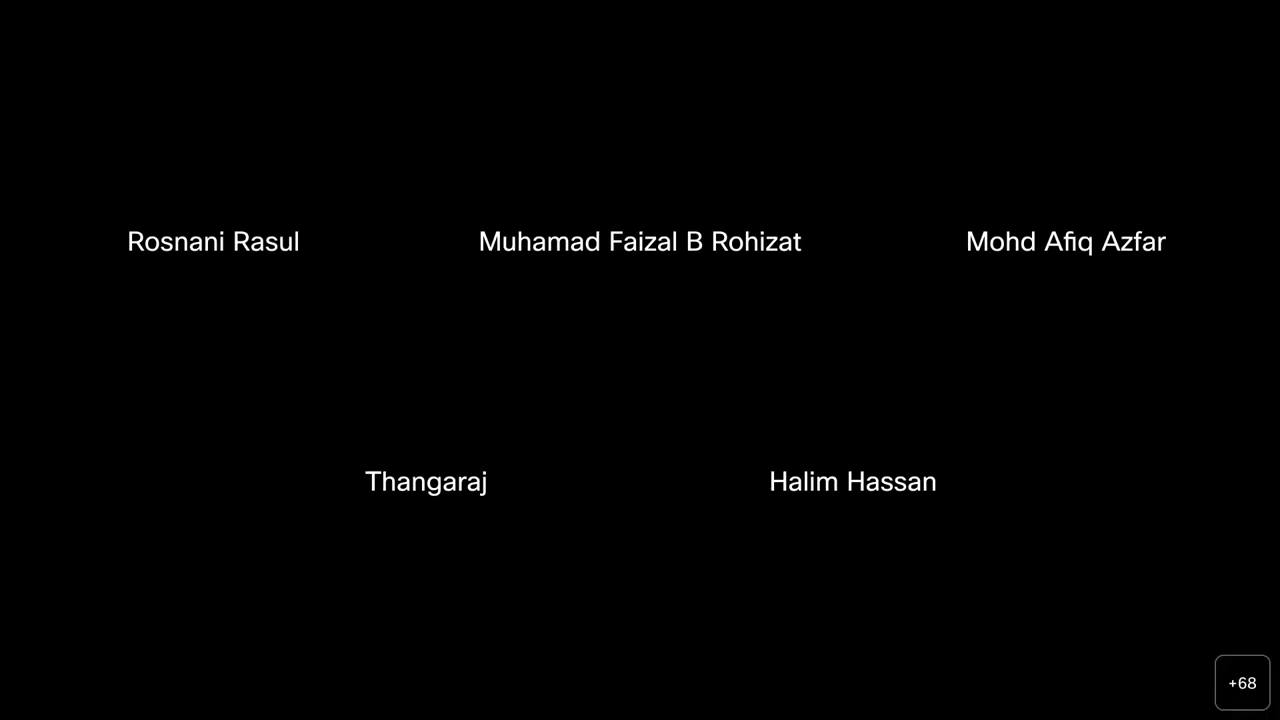 Rosnani Rasul
Muhamad Faizal B Rohizat
Mohd Afiq Azfar
Thangaraj
Halim Hassan
+68